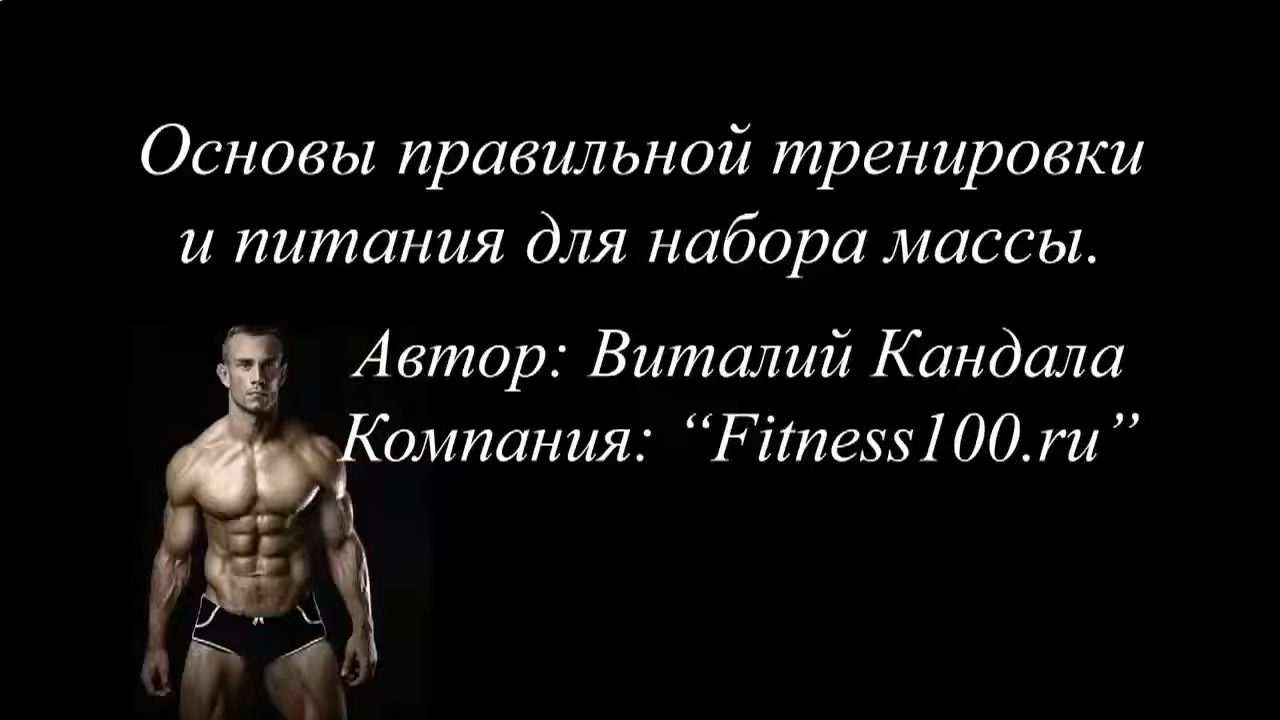 Основы правильной тренировки
и питания для набора массы.
Автор: Виталий Кандала
Компания: “Fitness100.ru”